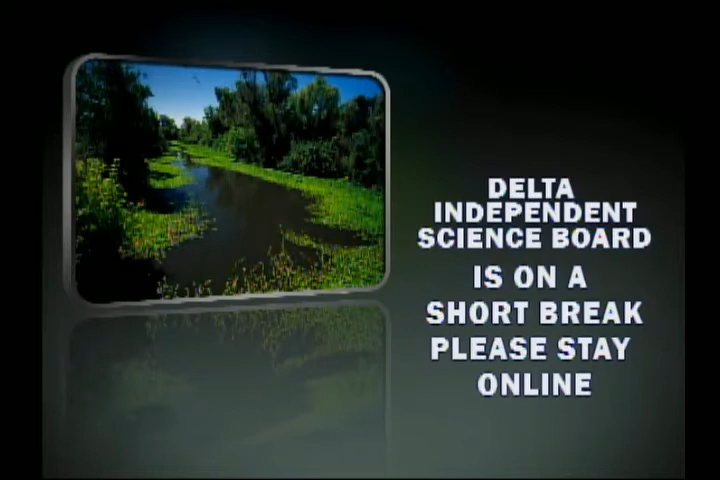 DELTA
INDEPENDENT
SCIENCE BOARD
IS ON A
SHORT BREAK
PLEASE STAY
ONLINE